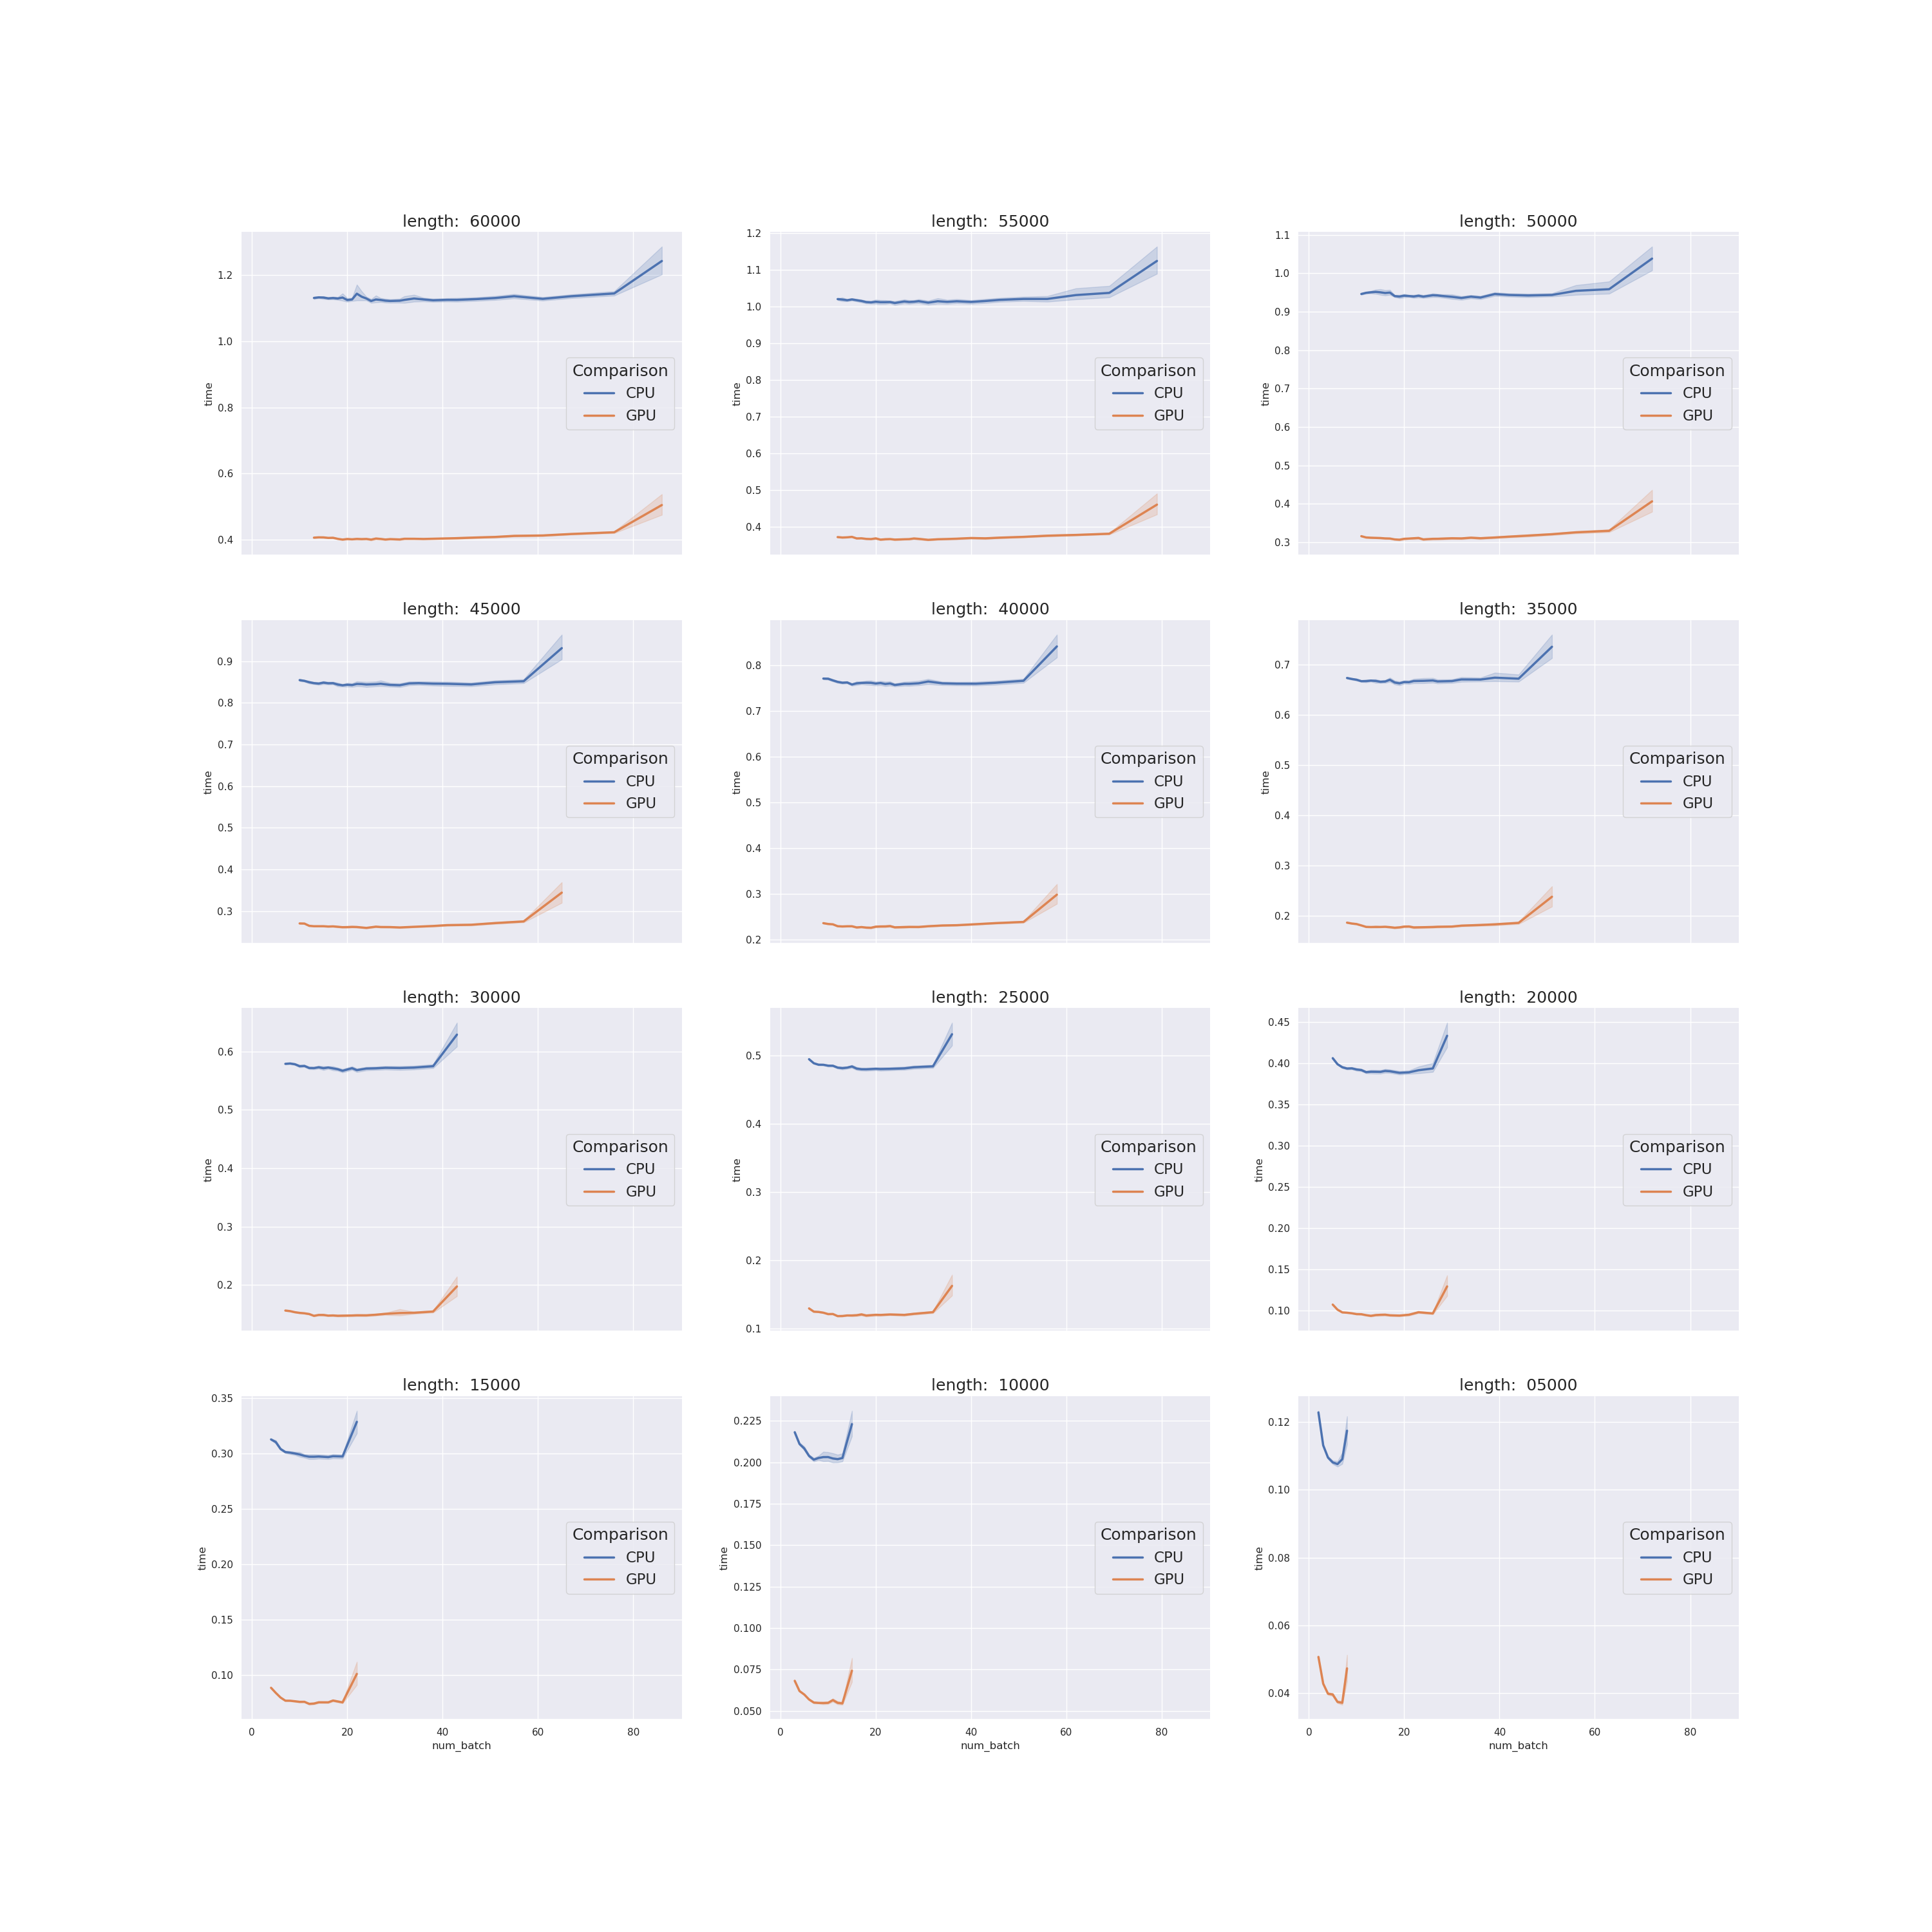 length:  60000
1.2
1.0
0.8
0.6
0.4
time
Comparison
CPU
GPU
length:  55000
1.2
1.1
1.0
0.9
0.8
0.7
0.6
0.5
0.4
time
Comparison
CPU
GPU
length:  50000
1.1
1.0
0.9
0.8
0.7
0.6
0.5
0.4
0.3
time
Comparison
CPU
GPU
length:  45000
0.9
0.8
0.7
0.6
0.5
0.4
0.3
time
Comparison
CPU
GPU
length:  40000
0.8
0.7
0.6
0.5
0.4
0.3
0.2
time
Comparison
CPU
GPU
length:  35000
0.7
0.6
0.5
0.4
0.3
0.2
time
Comparison
CPU
GPU
length:  30000
0.6
0.5
0.4
0.3
0.2
time
Comparison
CPU
GPU
length:  25000
0.5
0.4
0.3
0.2
0.1
time
Comparison
CPU
GPU
length:  20000
0.45
0.40
0.35
0.30
0.25
0.20
0.15
0.10
time
Comparison
CPU
GPU
length:  15000
0.35
0.30
0.25
0.20
0.15
0.10
time
Comparison
CPU
GPU
0 20 40 60 80
num_batch
length:  10000
0.225
0.200
0.175
0.150
0.125
0.100
0.075
0.050
time
Comparison
CPU
GPU
0 20 40 60 80
num_batch
length:  05000
0.12
0.10
0.08
0.06
0.04
time
Comparison
CPU
GPU
0 20 40 60 80
num_batch